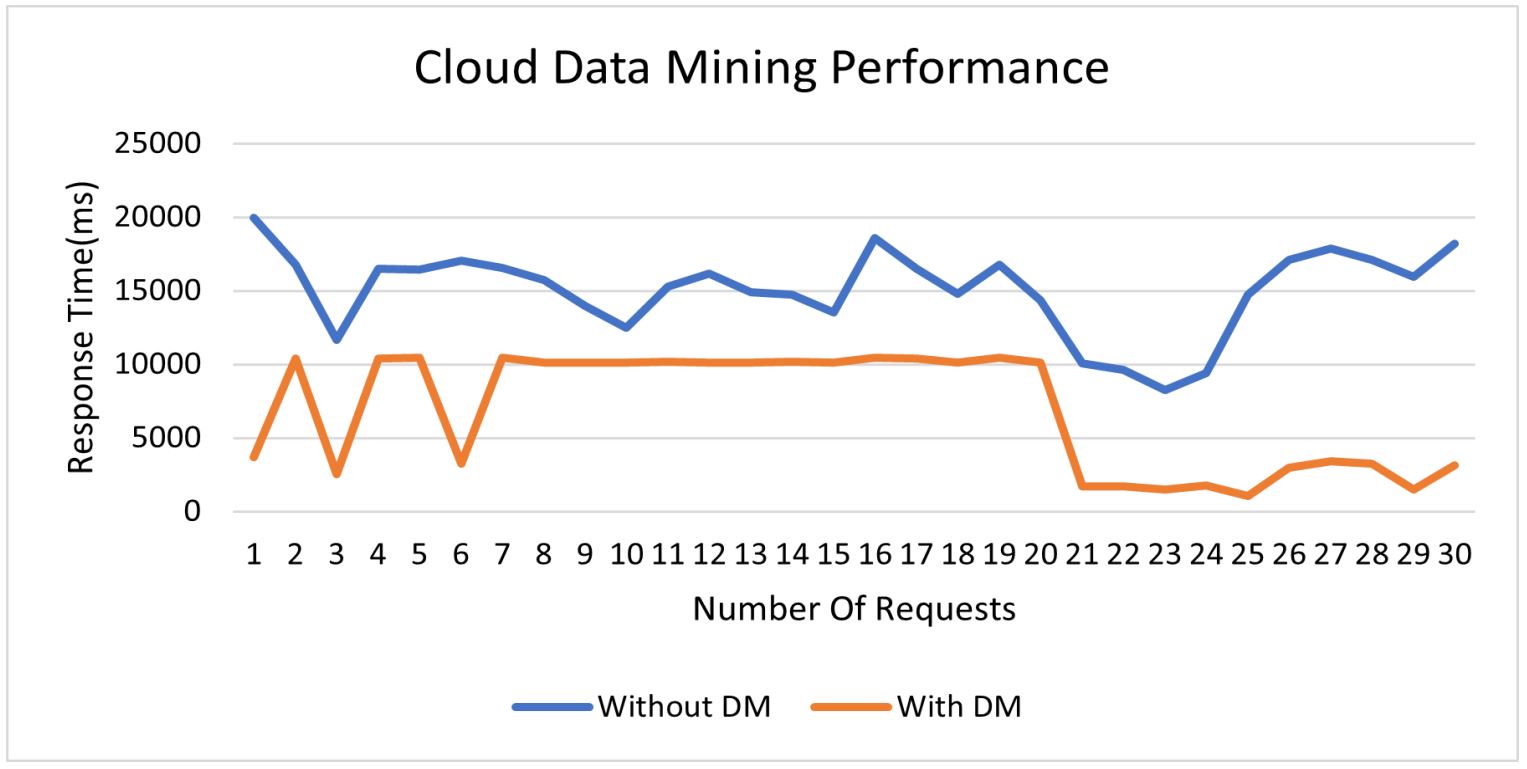 Cloud Data Mining Performance
25000
20000
15000
10000
5000
0
Response Time(ms)
1 2 3 4 5 6 7 8 9 10 11 12 13 14 15 16 17 18 19 20 21 22 23 24 25 26 27 28 29 30
Number Of Requests
Without DM With DM